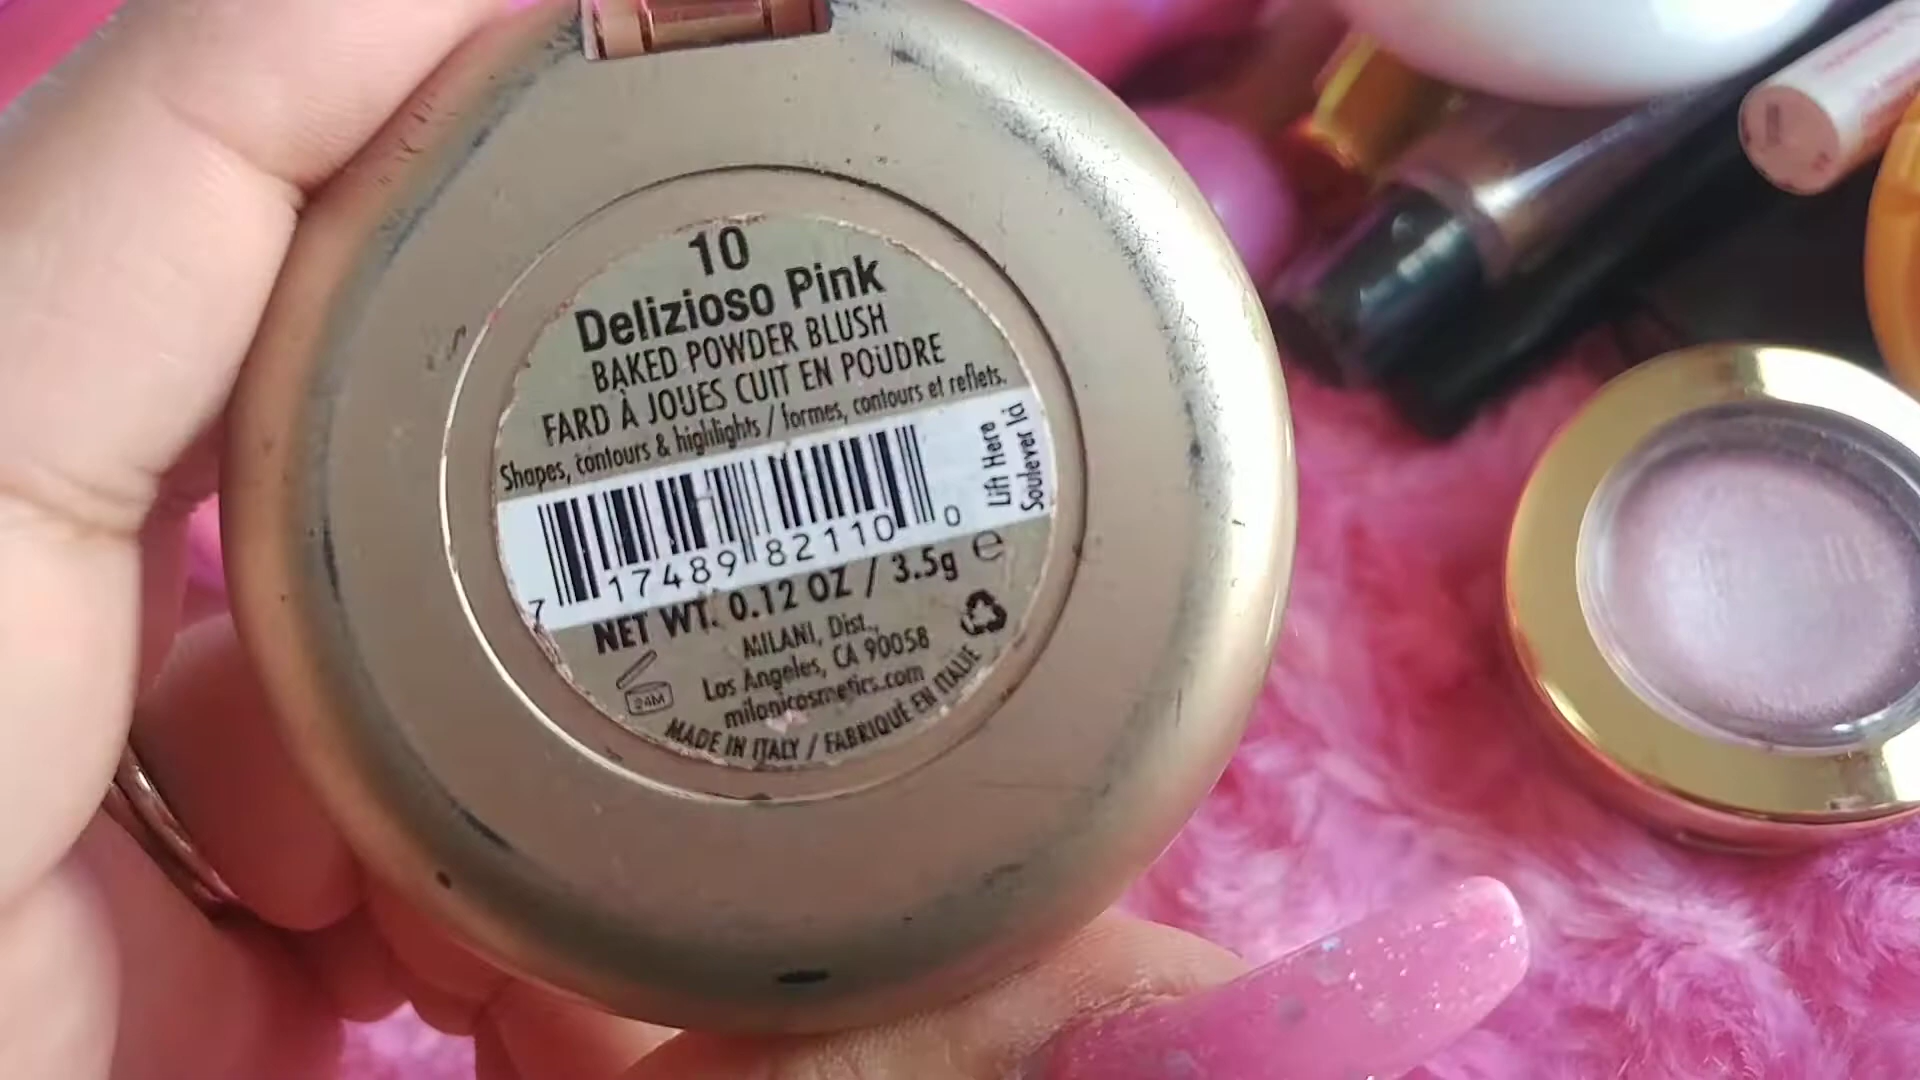 10
Delizioso Pink
BAKED POWDER BLUSH
FARD À JOUES CUIT EN POUDRE
Shapes, contours & highlights / formes, contours et reflets.
Lift Here
Soulever Ici
7 17489 82110 0
NET WT. 0.12 OZ / 3.5g ℮
24M
MILANI, Dist.,
Los Angeles, CA 90058
milanicosmetics.com
MADE IN ITALY / FABRIQUÉ EN ITALIE